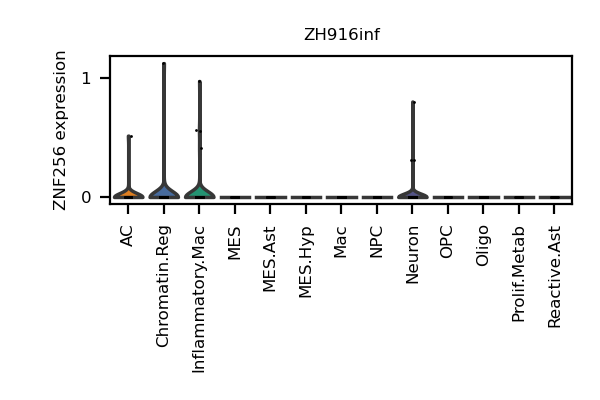 ZH916inf
ZNF256 expression
1
0
AC
Chromatin.Reg
Inflammatory.Mac
MES
MES.Ast
MES.Hyp
Mac
NPC
Neuron
OPC
Oligo
Prolif.Metab
Reactive.Ast